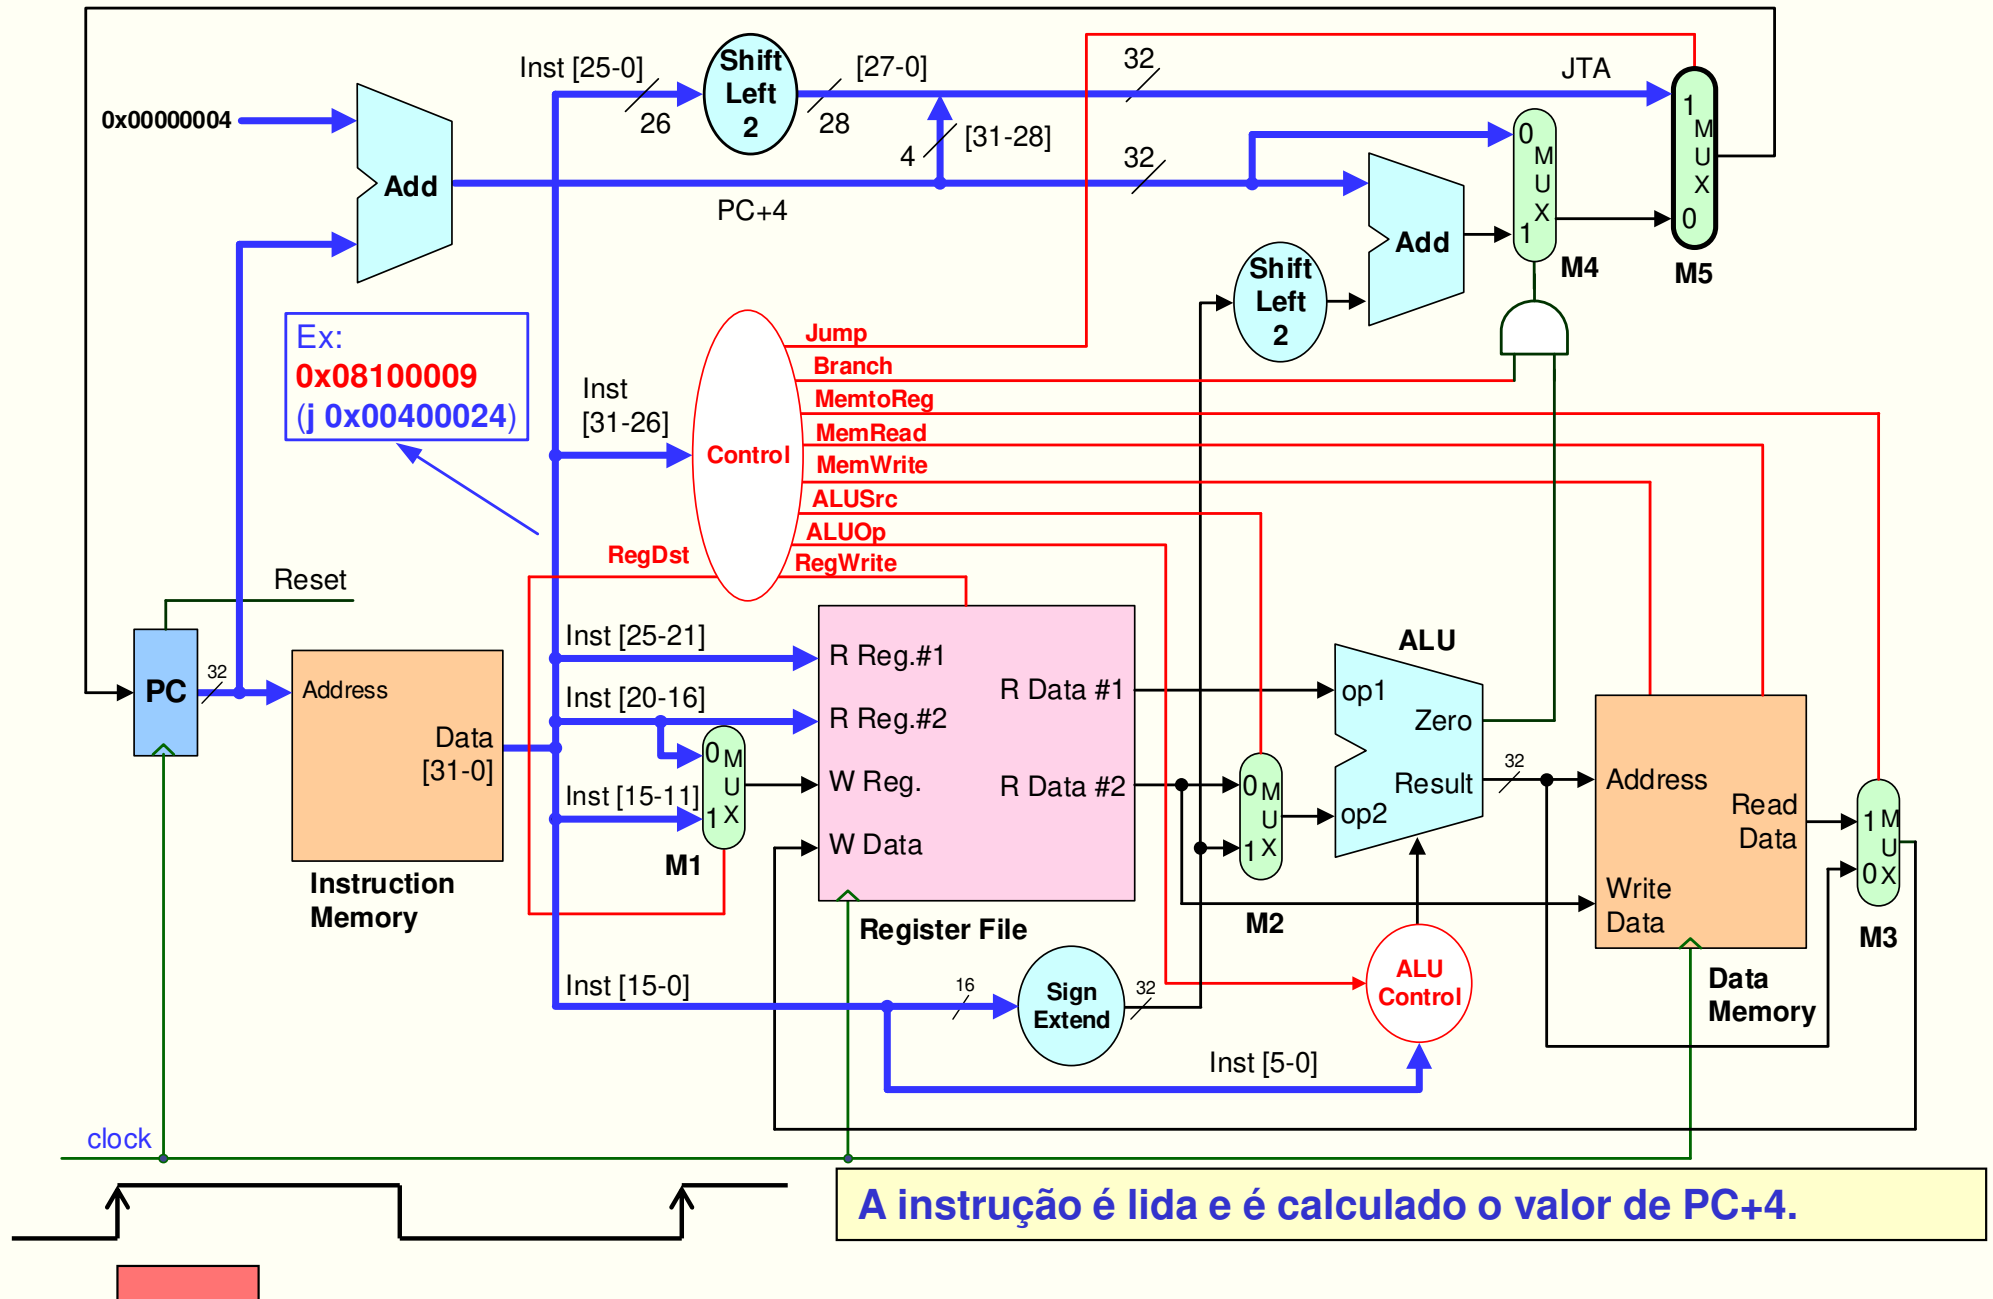 Inst [25-0]
26
Shift
Left
2
[27-0]
28
32
JTA
0x00000004
Add
PC+4
4
[31-28]
32
Add
Shift
Left
2
0
M
U
X
1
M4
1
M
U
X
0
M5
Ex:
0x08100009
(j 0x00400024)
Inst
[31-26]
Control
Jump
Branch
MemtoReg
MemRead
MemWrite
ALUSrc
ALUOp
RegWrite
RegDst
Reset
PC
32
Address
Data
[31-0]
Instruction
Memory
Inst [25-21]
Inst [20-16]
Inst [15-11]
0
M
U
1 X
M1
R Reg.#1
R Reg.#2
W Reg.
W Data
R Data #1
R Data #2
Register File
0
M
U
1 X
M2
ALU
op1
Zero
Result
op2
32
Address
Read
Data
Write
Data
Data
Memory
1 M
U
0 X
M3
Inst [15-0]
16
Sign
Extend
32
ALU
Control
Inst [5-0]
clock
A instrução é lida e é calculado o valor de PC+4.